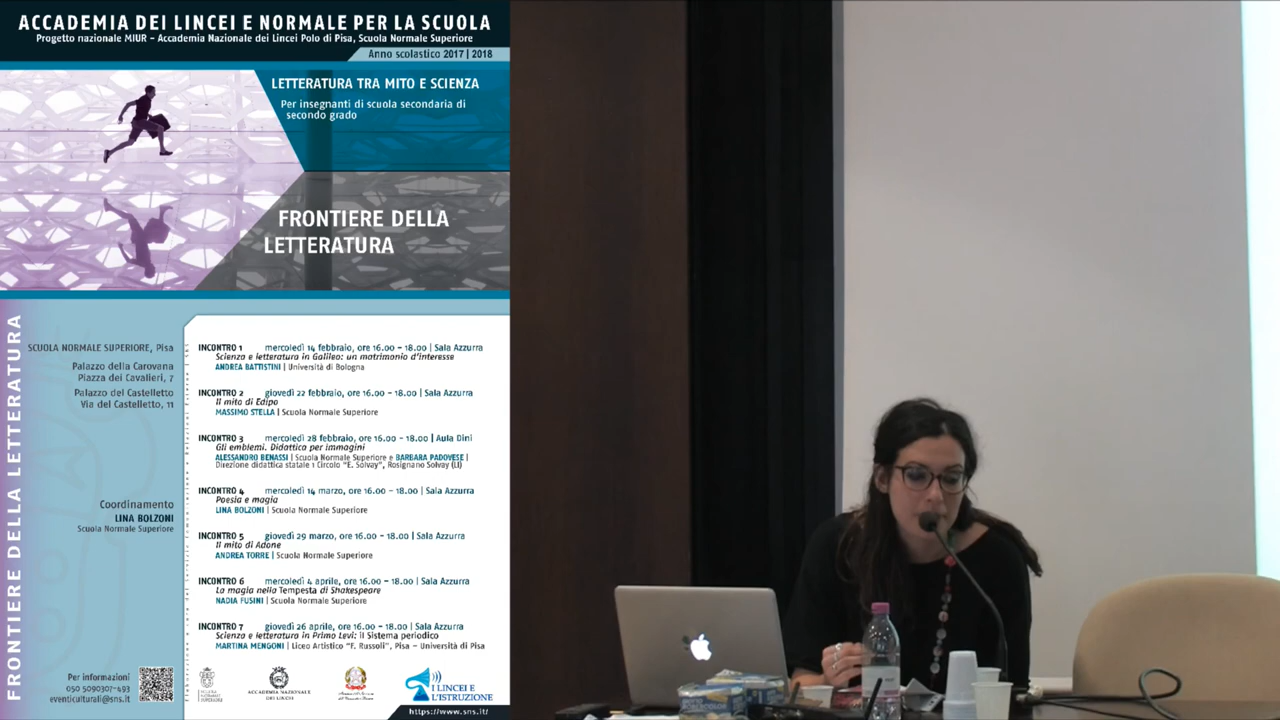 ACCADEMIA DEI LINCEI E NORMALE PER LA SCUOLA
Progetto nazionale MIUR – Accademia Nazionale dei Lincei Polo di Pisa, Scuola Normale Superiore
Anno scolastico 2017 | 2018
LETTERATURA TRA MITO E SCIENZA
Per insegnanti di scuola secondaria di
secondo grado
FRONTIERE DELLA
LETTERATURA
FRONTIERE DELLA LETTERATURA
SCUOLA NORMALE SUPERIORE, Pisa
Palazzo della Carovana
Piazza dei Cavalieri, 7
Palazzo del Castelletto
Via del Castelletto, 11
Coordinamento
LINA BOLZONI
Scuola Normale Superiore
Per informazioni
050 5090307-493
eventiculturali@sns.it
INCONTRO 1 mercoledì 14 febbraio, ore 16.00 – 18.00 | Sala Azzurra
Scienza e letteratura in Galileo: un matrimonio d'interesse
ANDREA BATTISTINI | Università di Bologna
INCONTRO 2 giovedì 22 febbraio, ore 16.00 – 18.00 | Sala Azzurra
Il mito di Edipo
MASSIMO STELLA | Scuola Normale Superiore
INCONTRO 3 mercoledì 28 febbraio, ore 16.00 – 18.00 | Aula Dini
Gli emblemi. Didattica per immagini
ALESSANDRO BENASSI | Scuola Normale Superiore e BARBARA PADOVESE |
Direzione didattica statale 1 Circolo "E. Solvay", Rosignano Solvay (LI)
INCONTRO 4 mercoledì 14 marzo, ore 16.00 – 18.00 | Sala Azzurra
Poesia e magia
LINA BOLZONI | Scuola Normale Superiore
INCONTRO 5 giovedì 29 marzo, ore 16.00 – 18.00 | Sala Azzurra
Il mito di Adone
ANDREA TORRE | Scuola Normale Superiore
INCONTRO 6 mercoledì 4 aprile, ore 16.00 – 18.00 | Sala Azzurra
La magia nella Tempesta di Shakespeare
NADIA FUSINI | Scuola Normale Superiore
INCONTRO 7 giovedì 26 aprile, ore 16.00 – 18.00 | Sala Azzurra
Scienza e letteratura in Primo Levi: il Sistema periodico
MARTINA MENGONI | Liceo Artistico "F. Russoli", Pisa – Università di Pisa
ACCADEMIA NAZIONALE
DEI LINCEI
I LINCEI E
L'ISTRUZIONE
https://www.sns.it/